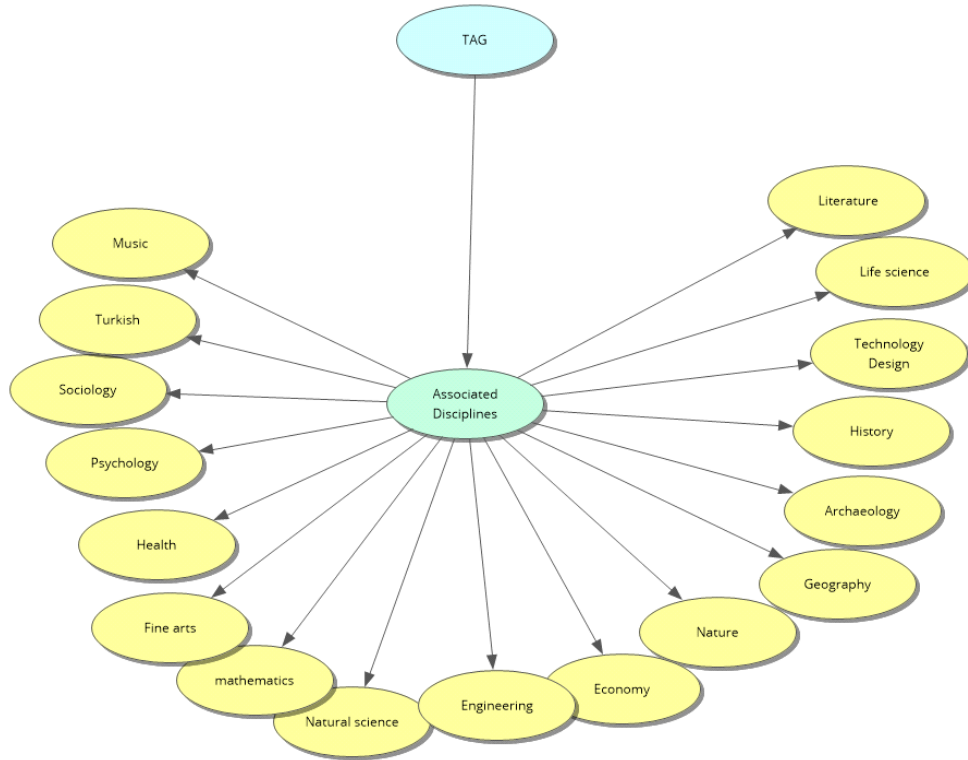 TAG
Literature
Music
Life science
Turkish
Technology
Design
Sociology
Associated
Disciplines
History
Psychology
Archaeology
Health
Geography
Fine arts
Nature
mathematics
Economy
Engineering
Natural science